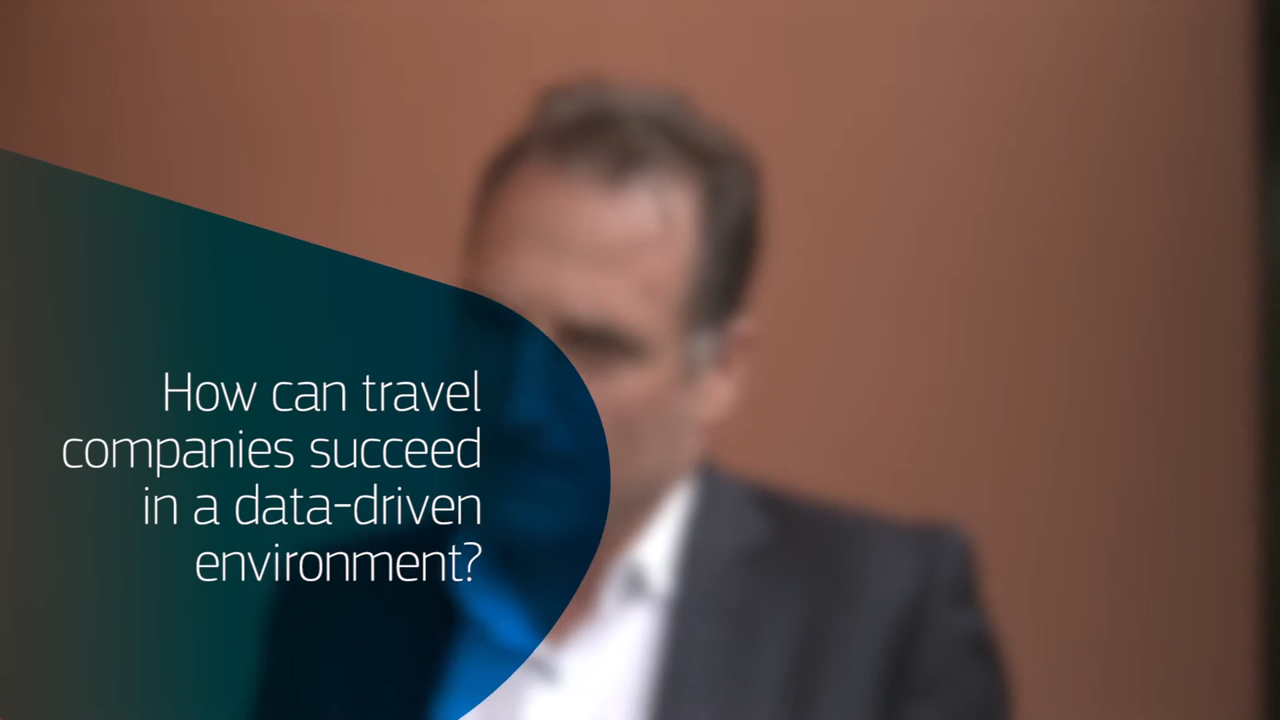 How can travel
companies succeed
in a data-driven
environment?